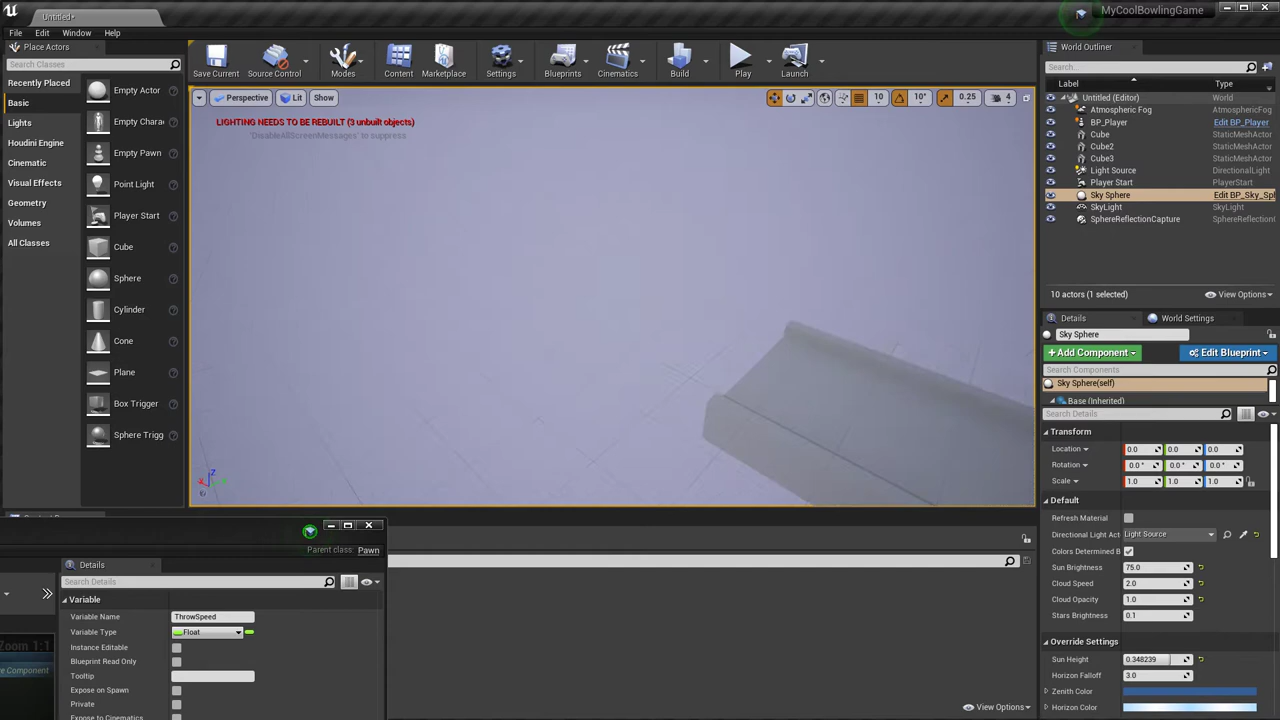 Untitled*
MyCoolBowlingGame
File Edit Window Help
Place Actors
Search Classes
Recently Placed
Basic
Lights
Houdini Engine
Cinematic
Visual Effects
Geometry
Volumes
All Classes
Empty Actor
Empty Chara
Empty Pawn
Point Light
Player Start
Cube
Sphere
Cylinder
Cone
Plane
Box Trigger
Sphere Trigg
Save Current
Source Control
Modes
Content
Marketplace
Settings
Blueprints
Cinematics
Build
Play
Launch
Perspective
Lit
Show
10
10°
0.25
4
LIGHTING NEEDS TO BE REBUILT (3 unbuilt objects)
'DisableAllScreenMessages' to suppress
Z
World Outliner
Search...
Label Type
Untitled (Editor) World
Atmospheric Fog AtmosphericFog
BP_Player Edit BP_Player
Cube StaticMeshActor
Cube2 StaticMeshActor
Cube3 StaticMeshActor
Light Source DirectionalLight
Player Start PlayerStart
Sky Sphere Edit BP_Sky_Spl
SkyLight SkyLight
SphereReflectionCapture SphereReflection
10 actors (1 selected)
View Options
Details
World Settings
Sky Sphere
+Add Component
Edit Blueprint
Search Components
Sky Sphere(self)
Base (Inherited)
Search Details
Transform
Location 0.0 0.0 0.0
Rotation 0.0 ° 0.0 ° 0.0 °
Scale 1.0 1.0 1.0
Default
Refresh Material
Directional Light Act Light Source
Colors Determined B
Sun Brightness 75.0
Cloud Speed 2.0
Cloud Opacity 1.0
Stars Brightness 0.1
Override Settings
Sun Height 0.348239
Horizon Falloff 3.0
Zenith Color
Horizon Color
Parent class: Pawn
Details
Search Details
Variable
Variable Name ThrowSpeed
Variable Type Float
Instance Editable
Blueprint Read Only
Tooltip
Expose on Spawn
Private
Expose to Cinematics
Zoom 1:1
e Component
View Options